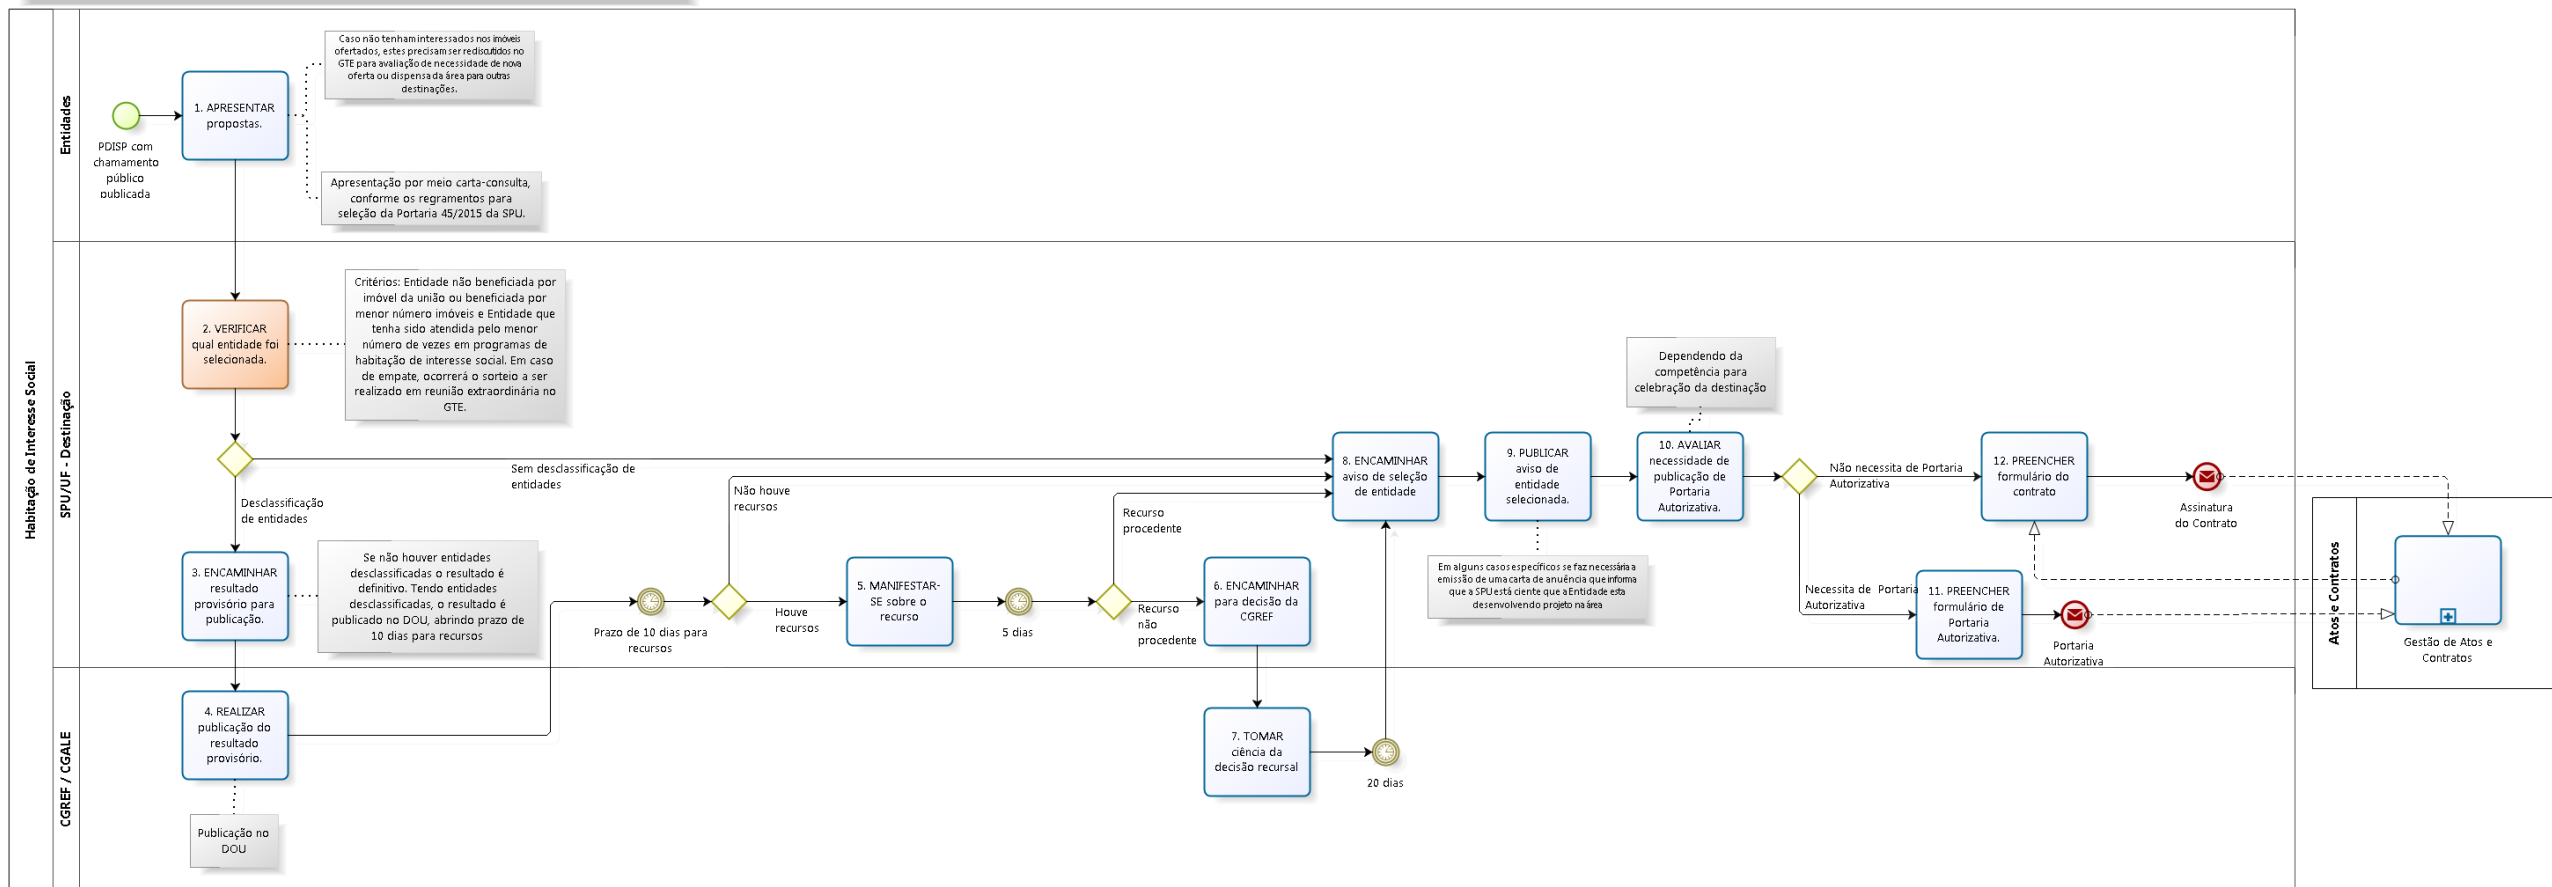 Habitação de Interesse Social
Entidades
PDISP com
chamamento
público
publicada
1. APRESENTAR
propostas.
Caso não tenham interessados nos imóveis
ofertados, estes precisam ser rediscutidos no
GTE para avaliação de necessidade de nova
oferta ou dispensa da área para outras
destinações.
Apresentação por meio carta-consulta,
conforme os regramentos para
seleção da Portaria 45/2015 da SPU.
SPU/UF - Destinação
2. VERIFICAR
qual entidade foi
selecionada.
Critérios: Entidade não beneficiada por
imóvel da união ou beneficiada por
menor número imóveis e Entidade que
tenha sido atendida pelo menor
número de vezes em programas de
habitação de interesse social. Em caso
de empate, ocorrerá o sorteio a ser
realizado em reunião extraordinária no
GTE.
Sem desclassificação de
entidades
Desclassificação
de entidades
3. ENCAMINHAR
resultado
provisório para
publicação.
Se não houver entidades
desclassificadas o resultado é
definitivo. Tendo entidades
desclassificadas, o resultado é
publicado no DOU, abrindo prazo de
10 dias para recursos
Prazo de 10 dias para
recursos
Não houve
recursos
Houve
recursos
5. MANIFESTAR-
SE sobre o
recurso
5 dias
Recurso
procedente
Recurso
não
procedente
6. ENCAMINHAR
para decisão da
CGREF
8. ENCAMINHAR
aviso de seleção
de entidade
9. PUBLICAR
aviso de
entidade
selecionada.
Em alguns casos específicos se faz necessária a
emissão de uma carta de anuência que informa
que a SPU está ciente que a Entidade esta
desenvolvendo projeto na área
Dependendo da
competência para
celebração da destinação
10. AVALIAR
necessidade de
publicação de
Portaria
Autorizativa.
Não necessita de Portaria
Autorizativa
Necessita de Portaria
Autorizativa
12. PREENCHER
formulário do
contrato
Assinatura
do Contrato
11. PREENCHER
formulário de
Portaria
Autorizativa.
Portaria
Autorizativa
CGREF / CGALE
4. REALIZAR
publicação do
resultado
provisório.
Publicação no
DOU
7. TOMAR
ciência da
decisão recursal
20 dias
Atos e Contratos
Gestão de Atos e
Contratos